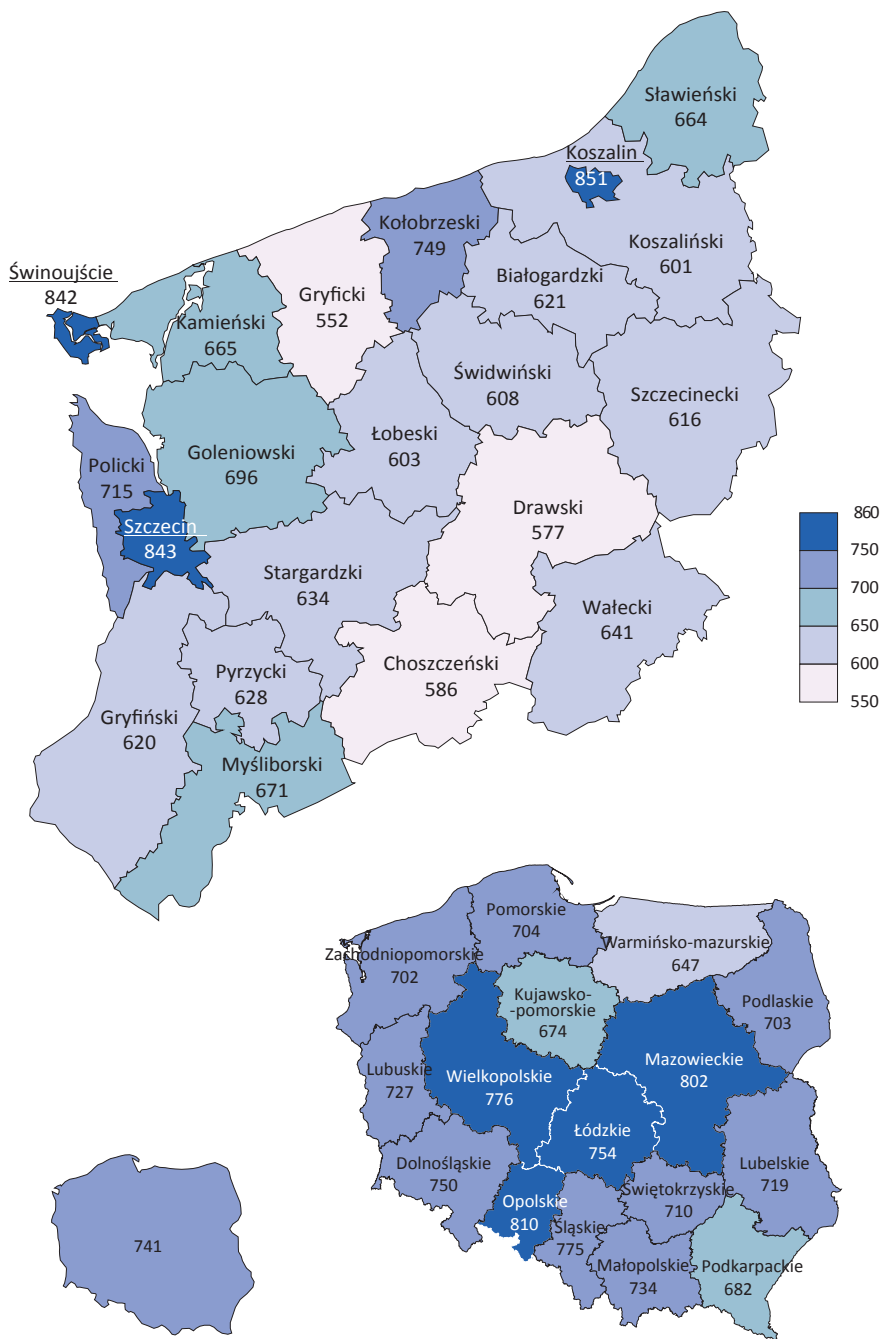 Sławieński
664
Koszalin
851
Kołobrzeski
749
Koszaliński
601
Białogardzki
621
Świnoujście
842
Gryficki
552
Kamieński
665
Świdwiński
608
Szczecinecki
616
Łobeski
603
Goleniowski
696
Policki
715
Szczecin
843
Drawski
577
Stargardzki
634
Wałecki
641
Choszczeński
586
Pyrzycki
628
Gryfiński
620
Myśliborski
671
860
750
700
650
600
550
Pomorskie
704
Warmińsko-mazurskie
647
Zachodniopomorskie
702
Kujawsko-
-pomorskie
674
Podlaskie
703
Mazowieckie
802
Lubuskie
727
Wielkopolskie
776
Łódzkie
754
Dolnośląskie
750
Lubelskie
719
Świętokrzyskie
710
Opolskie
810
Śląskie
775
Małopolskie
734
Podkarpackie
682
741